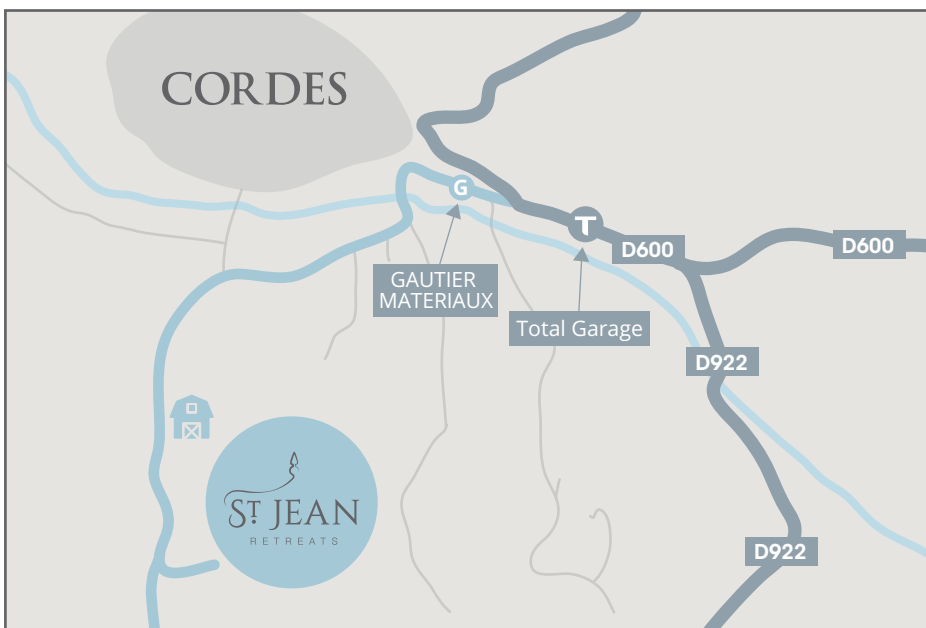 CORDES
G
T
D600
D600
GAUTIER
MATERIAUX
Total Garage
D922
ST. JEAN
RETREATS
D922